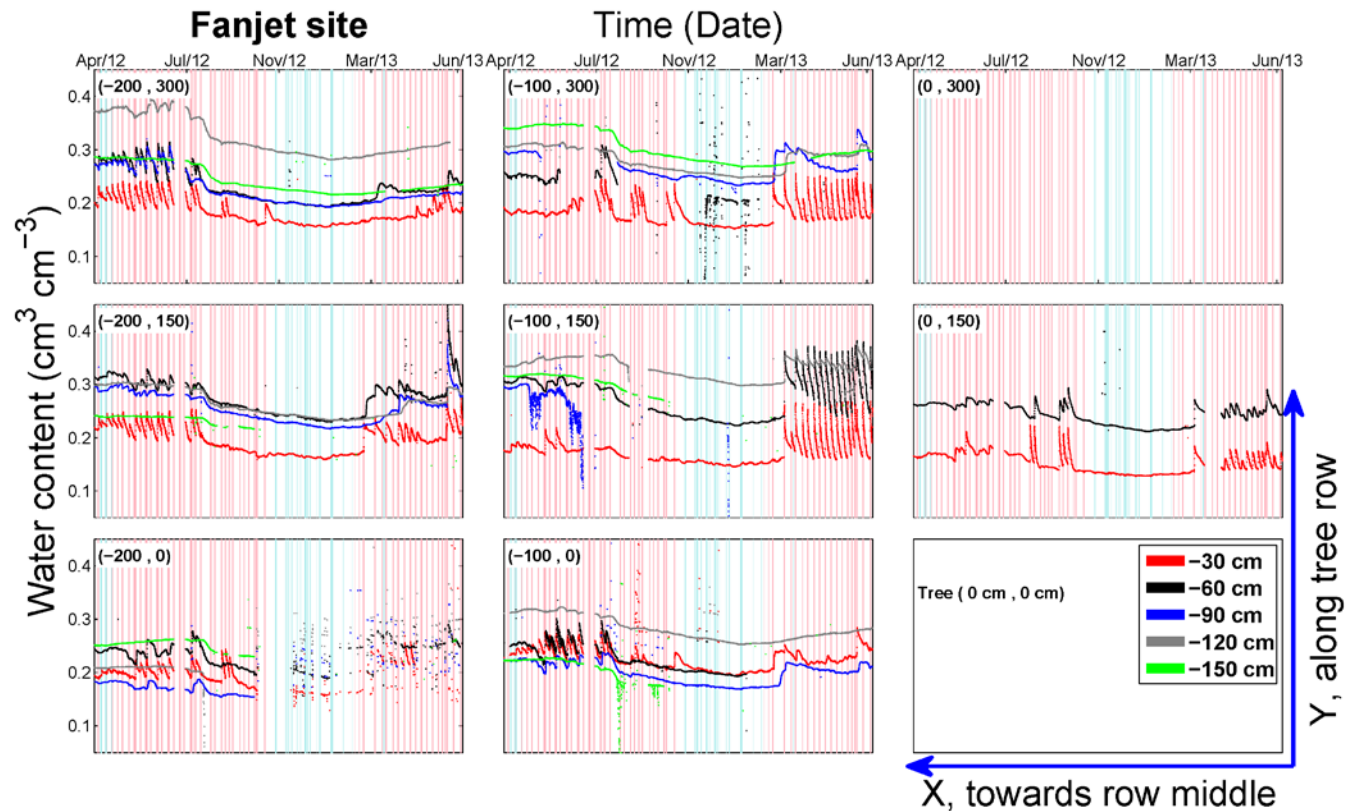 Fanjet site
Time (Date)
Apr/12 Jul/12 Nov/12 Mar/13 Jun/13
Apr/12 Jul/12 Nov/12 Mar/13 Jun/13
Apr/12 Jul/12 Nov/12 Mar/13 Jun/13
Water content (cm³ cm⁻³)
0.4
0.3
0.2
0.1
(−200 , 300)
(−100 , 300)
(0 , 300)
0.4
0.3
0.2
0.1
(−200 , 150)
(−100 , 150)
(0 , 150)
0.4
0.3
0.2
0.1
(−200 , 0)
(−100 , 0)
Tree ( 0 cm , 0 cm)
−30 cm
−60 cm
−90 cm
−120 cm
−150 cm
Y, along tree row
X, towards row middle